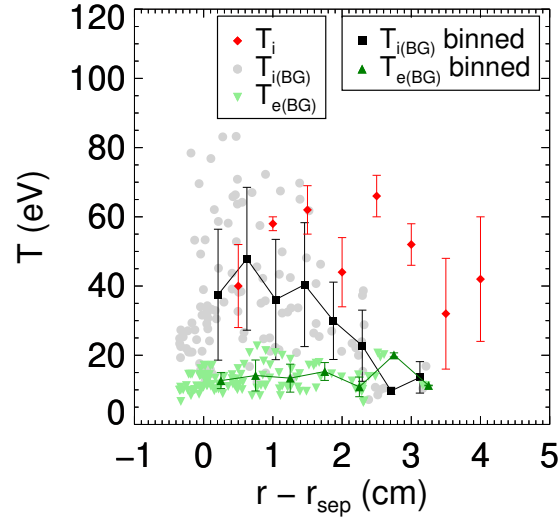 120
100
80
60
40
20
0
T (eV)
T_i
T_i(BG)
T_e(BG)
T_i(BG) binned
T_e(BG) binned
−1 0 1 2 3 4 5
r − r_sep (cm)